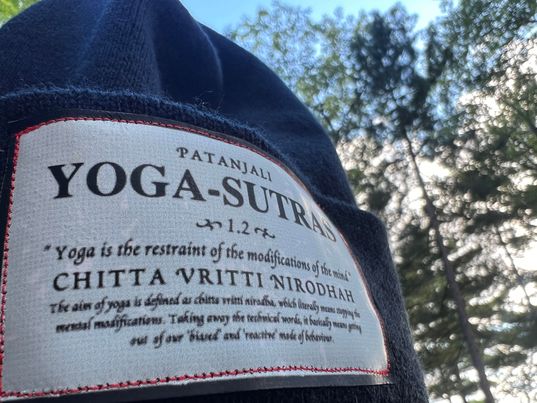 PATANJALI
YOGA-SUTRAS
1.2
"Yoga is the restraint of the modifications of the mind."
CHITTA VRITTI NIRODHAH
The aim of yoga is defined as chitta vritti nirodha, which literally means stopping the
mental modifications. Taking away the technical words, it basically means getting
out of our 'biased' and 'reactive' mode of behaviour.